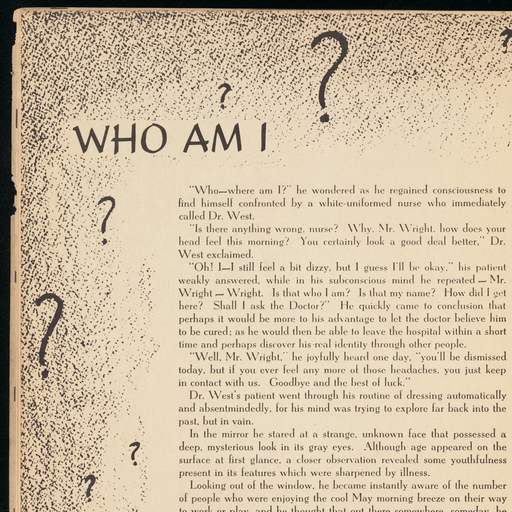 ?
?
?
WHO AM I
?
?
?
?
"Who—where am I?" he wondered as he regained consciousness to
find himself confronted by a white-uniformed nurse who immediately
called Dr. West.
"Is there anything wrong, nurse? Why, Mr. Wright, how does your
head feel this morning? You certainly look a good deal better," Dr.
West exclaimed.
"Oh! I—I still feel a bit dizzy, but I guess I'll be okay," his patient
weakly answered, while in his subconscious mind he repeated — Mr.
Wright — Wright. Is that who I am? Is that my name? How did I get
here? Shall I ask the Doctor?" He quickly came to conclusion that
perhaps it would be more to his advantage to let the doctor believe him
to be cured; as he would then be able to leave the hospital within a short
time and perhaps discover his real identity through other people.
"Well, Mr. Wright," he joyfully heard one day, "you'll be dismissed
today, but if you ever feel any more of those headaches, you just keep
in contact with us. Goodbye and the best of luck."
Dr. West's patient went through his routine of dressing automatically
and absentmindedly, for his mind was trying to explore far back into the
past, but in vain.
In the mirror he stared at a strange, unknown face that possessed a
deep, mysterious look in its gray eyes. Although age appeared on the
surface at first glance, a closer observation revealed some youthfulness
present in its features which were sharpened by illness.
Looking out of the window, he became instantly aware of the number
of people who were enjoying the cool May morning breeze on their way
to work or play, and he thought that out there somewhere, someday, he